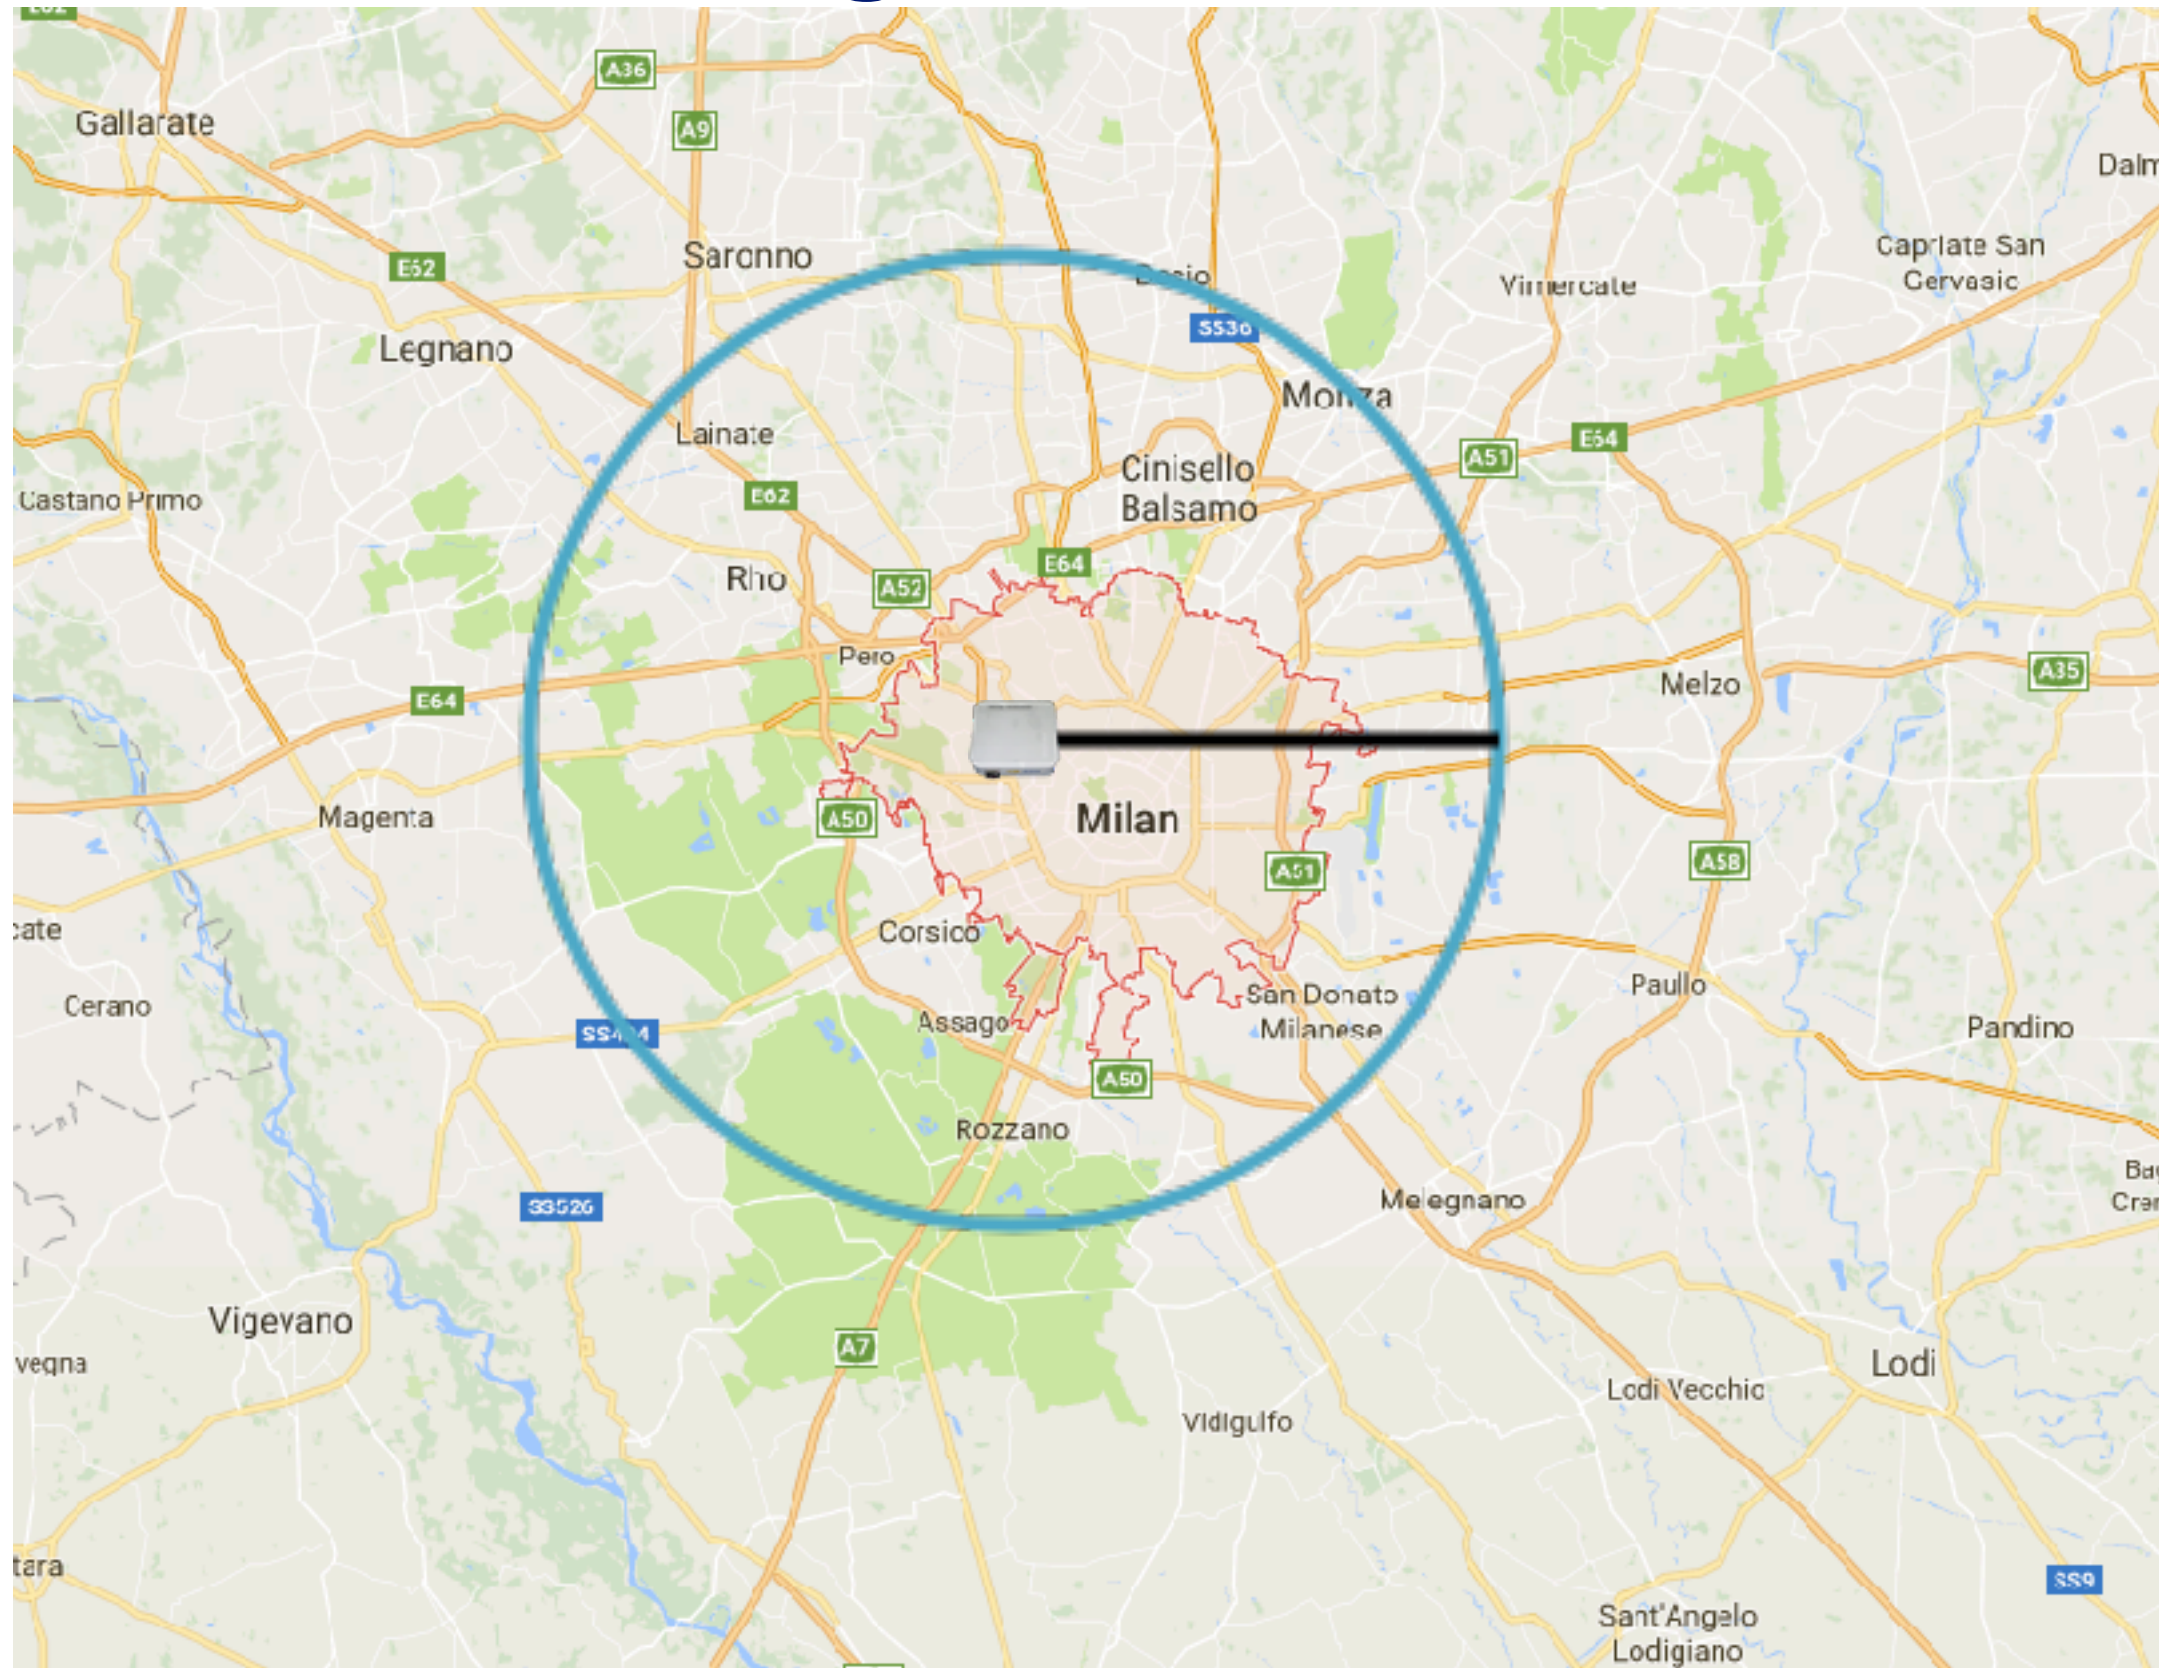 A36
Gallarate
A9
Saronno
Capriate San
Gervasio
E62
Vimercate
SS36
Legnano
Monza
Lainate
E64
A51
Cinisello
Balsamo
E62
Castano Primo
E64
Rho
A52
Pero
A35
Melzo
E64
Magenta
A50
Milan
A58
A51
cate
Corsico
Cerano
San Donato
Milanese
Paullo
Assago
Pandino
A50
Rozzano
SS526
Melegnano
Vigevano
A7
vegna
Lodi
Lodi Vecchio
Vidigulfo
tara
SS9
Sant'Angelo
Lodigiano